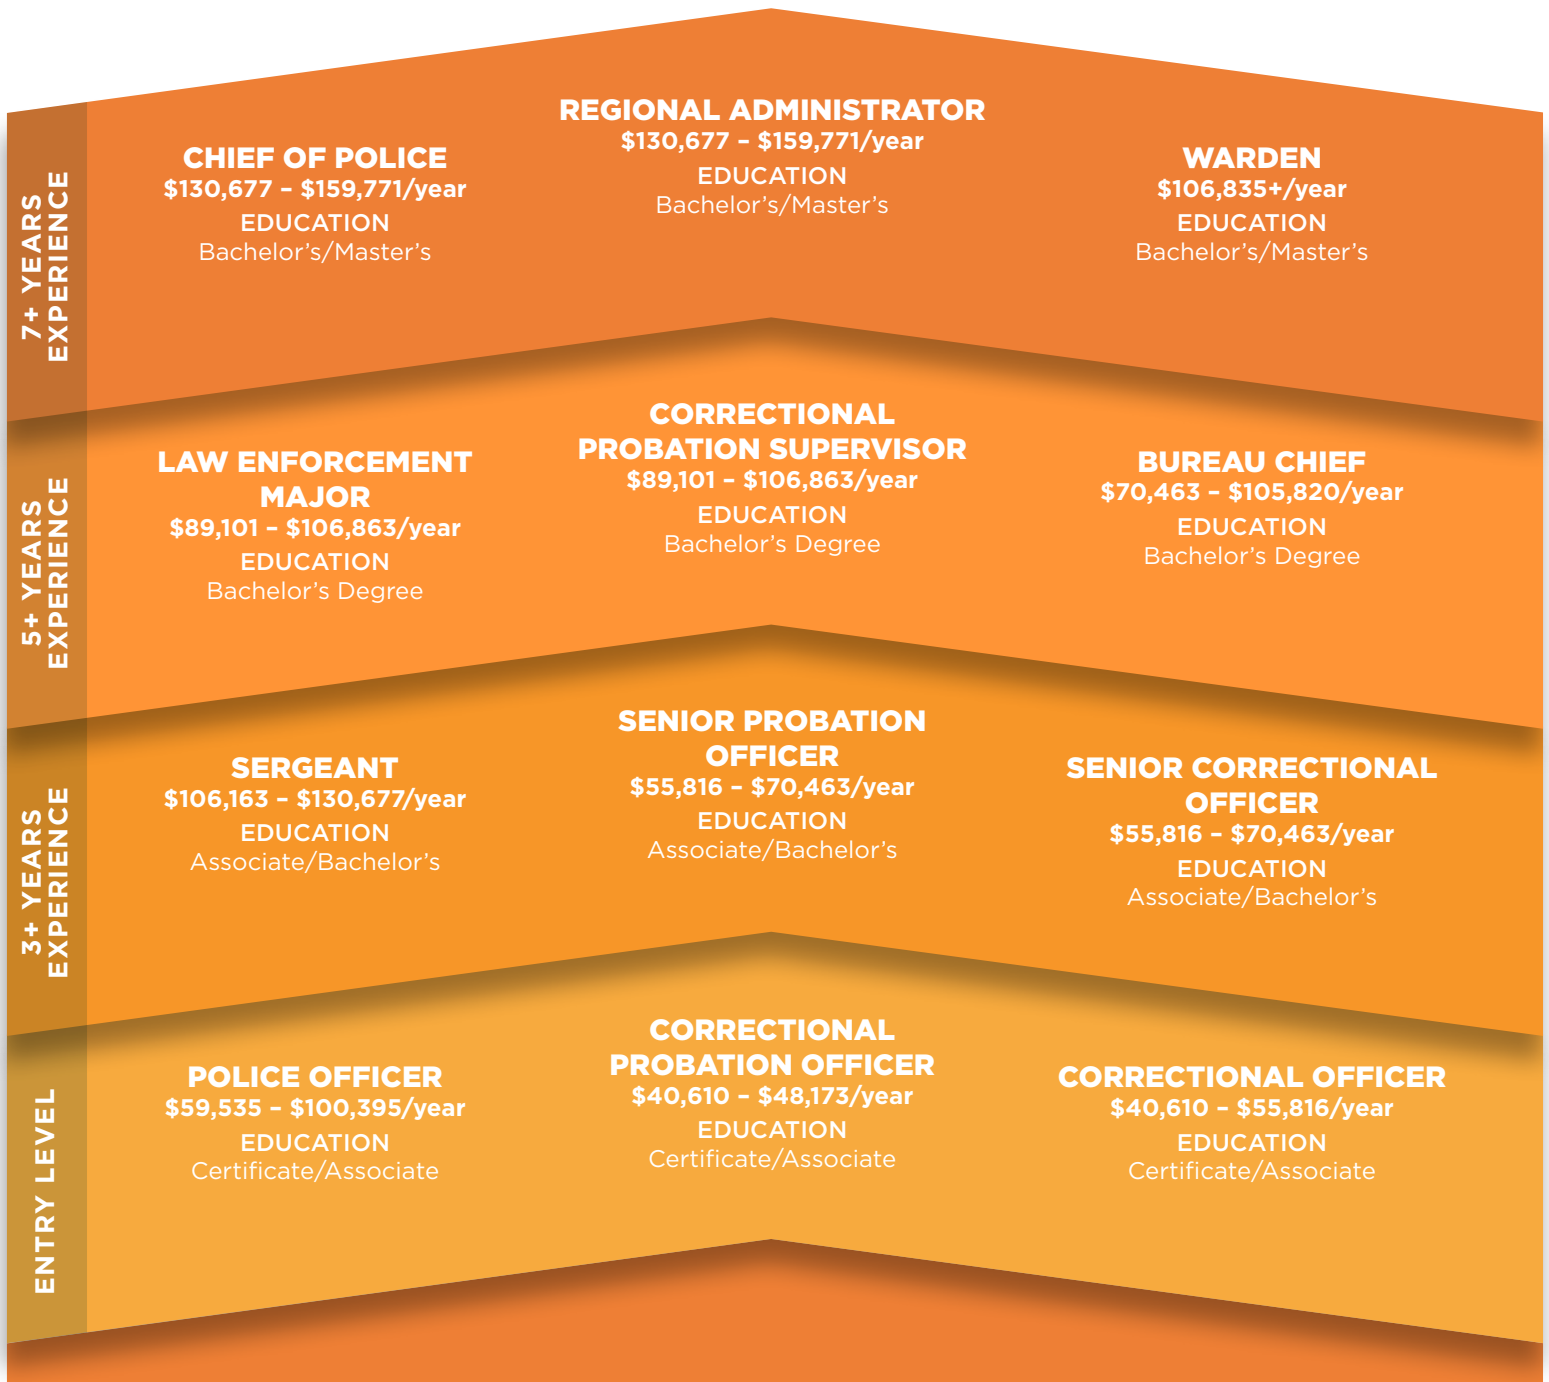 7+ YEARS
EXPERIENCE
CHIEF OF POLICE
$130,677 – $159,771/year
EDUCATION
Bachelor’s/Master’s
REGIONAL ADMINISTRATOR
$130,677 – $159,771/year
EDUCATION
Bachelor’s/Master’s
WARDEN
$106,835+/year
EDUCATION
Bachelor’s/Master’s
5+ YEARS
EXPERIENCE
LAW ENFORCEMENT
MAJOR
$89,101 – $106,863/year
EDUCATION
Bachelor’s Degree
CORRECTIONAL
PROBATION SUPERVISOR
$89,101 – $106,863/year
EDUCATION
Bachelor’s Degree
BUREAU CHIEF
$70,463 – $105,820/year
EDUCATION
Bachelor’s Degree
3+ YEARS
EXPERIENCE
SERGEANT
$106,163 – $130,677/year
EDUCATION
Associate/Bachelor’s
SENIOR PROBATION
OFFICER
$55,816 – $70,463/year
EDUCATION
Associate/Bachelor’s
SENIOR CORRECTIONAL
OFFICER
$55,816 – $70,463/year
EDUCATION
Associate/Bachelor’s
ENTRY LEVEL
POLICE OFFICER
$59,535 – $100,395/year
EDUCATION
Certificate/Associate
CORRECTIONAL
PROBATION OFFICER
$40,610 – $48,173/year
EDUCATION
Certificate/Associate
CORRECTIONAL OFFICER
$40,610 – $55,816/year
EDUCATION
Certificate/Associate